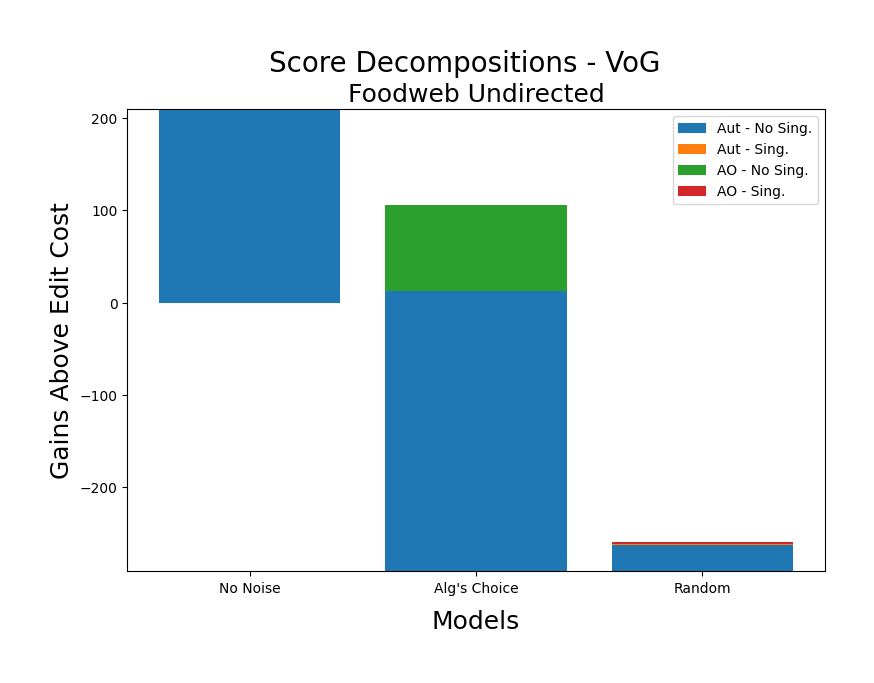 Score Decompositions - VoG
Foodweb Undirected
Aut - No Sing.
Aut - Sing.
AO - No Sing.
AO - Sing.
Gains Above Edit Cost
200
100
0
−100
−200
No Noise
Alg's Choice
Random
Models